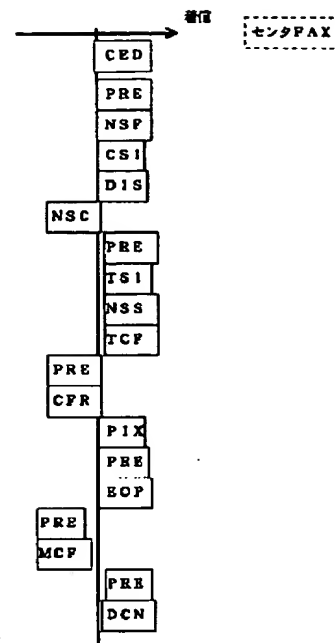 着信
センタFAX
CED
PRE
NSF
CSI
DIS
NSC
PRE
TSI
NSS
TCF
PRE
CFR
PIX
PRE
EOP
PRE
MCF
PRE
DCN